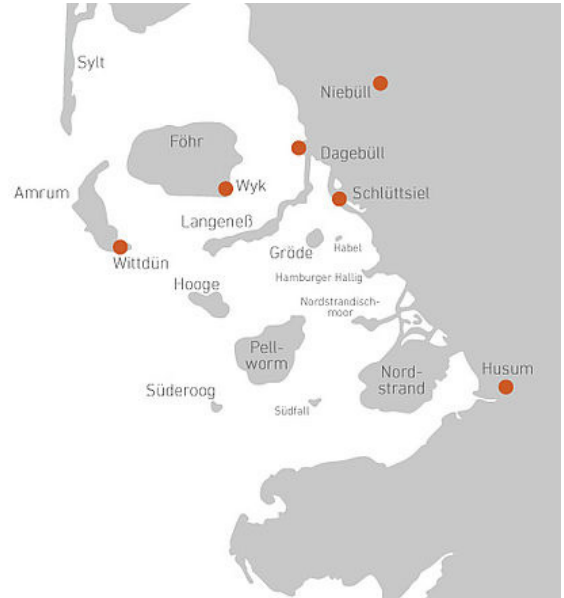 Sylt
Niebüll
Föhr
Dagebüll
Wyk
Amrum
Schlüttsiel
Langeneß
Gröde
Habel
Wittdün
Hooge
Hamburger Hallig
Nordstrandisch-
moor
Pell-
worm
Nord-
strand
Husum
Süderoog
Südfall